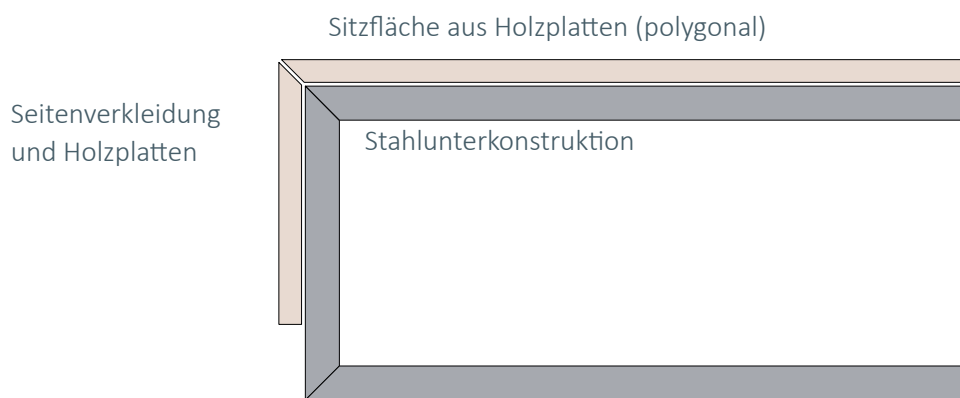 Sitzfläche aus Holzplatten (polygonal)
Seitenverkleidung
und Holzplatten
Stahlunterkonstruktion